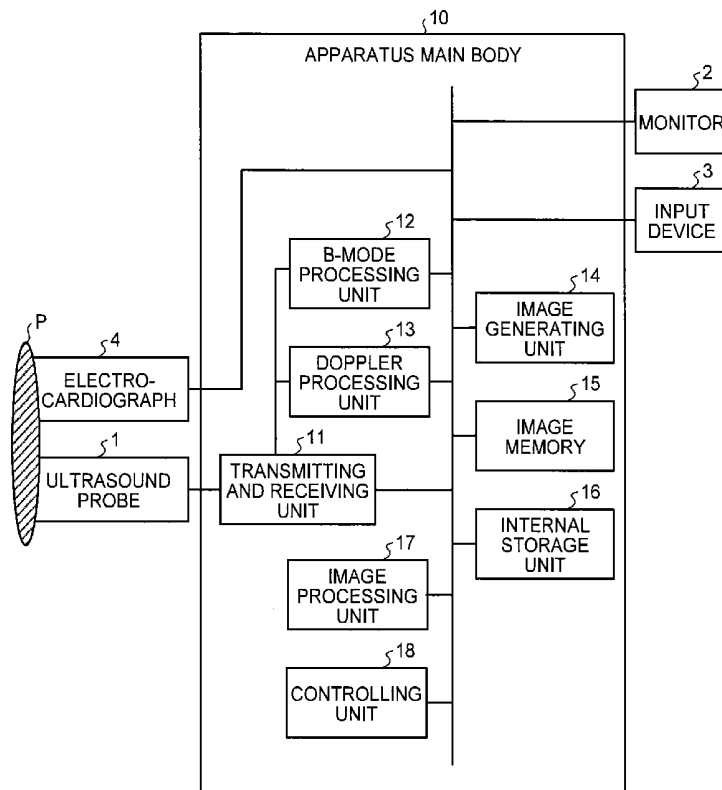 10
APPARATUS MAIN BODY
2
MONITOR
3
INPUT
DEVICE
12
B-MODE
PROCESSING
UNIT
14
IMAGE
GENERATING
UNIT
P
4
ELECTRO-
CARDIOGRAPH
13
DOPPLER
PROCESSING
UNIT
15
IMAGE
MEMORY
1
ULTRASOUND
PROBE
11
TRANSMITTING
AND RECEIVING
UNIT
16
INTERNAL
STORAGE
UNIT
17
IMAGE
PROCESSING
UNIT
18
CONTROLLING
UNIT